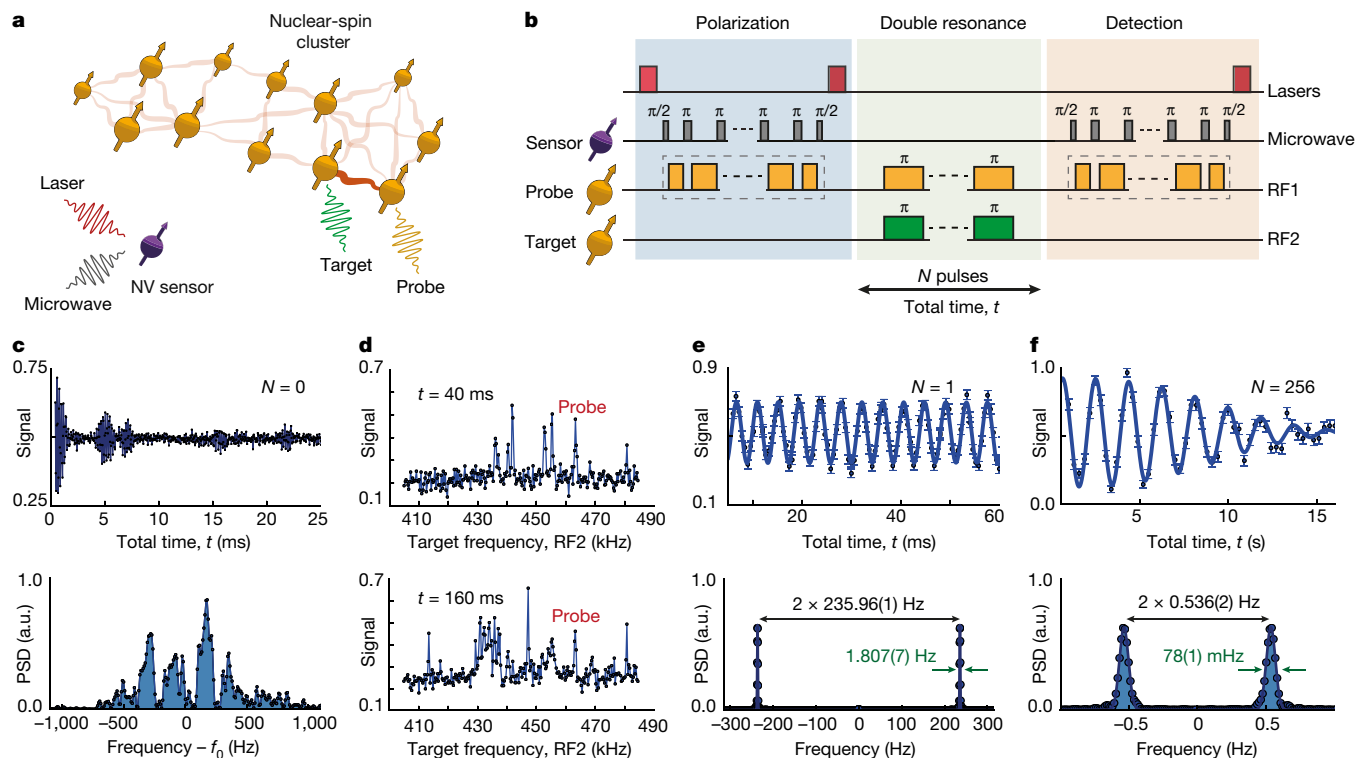 a
Nuclear-spin
cluster
Laser
Microwave
NV sensor
Target
Probe
b
Polarization
Double resonance
Detection
Lasers
π/2 π π π π π/2
π/2 π π π π π/2
Sensor
Microwave
π π
Probe
RF1
π π
Target
RF2
N pulses
Total time, t
c
0.75
N = 0
Signal
0.25
0 5 10 15 20 25
Total time, t (ms)
1.0
PSD (a.u.)
0.0
−1,000 −500 0 500 1,000
Frequency – f0 (Hz)
d
0.7
t = 40 ms
Probe
Signal
0.1
410 430 450 470 490
Target frequency, RF2 (kHz)
0.7
t = 160 ms
Probe
Signal
0.1
410 430 450 470 490
Target frequency, RF2 (kHz)
e
0.9
N = 1
Signal
0.1
20 40 60
Total time, t (ms)
1.0
2 × 235.96(1) Hz
1.807(7) Hz
PSD (a.u.)
0.0
−300 −200 −100 0 100 200 300
Frequency (Hz)
f
1.0
N = 256
Signal
0.0
5 10 15
Total time, t (s)
1.0
2 × 0.536(2) Hz
78(1) mHz
PSD (a.u.)
0.0
−0.5 0 0.5
Frequency (Hz)